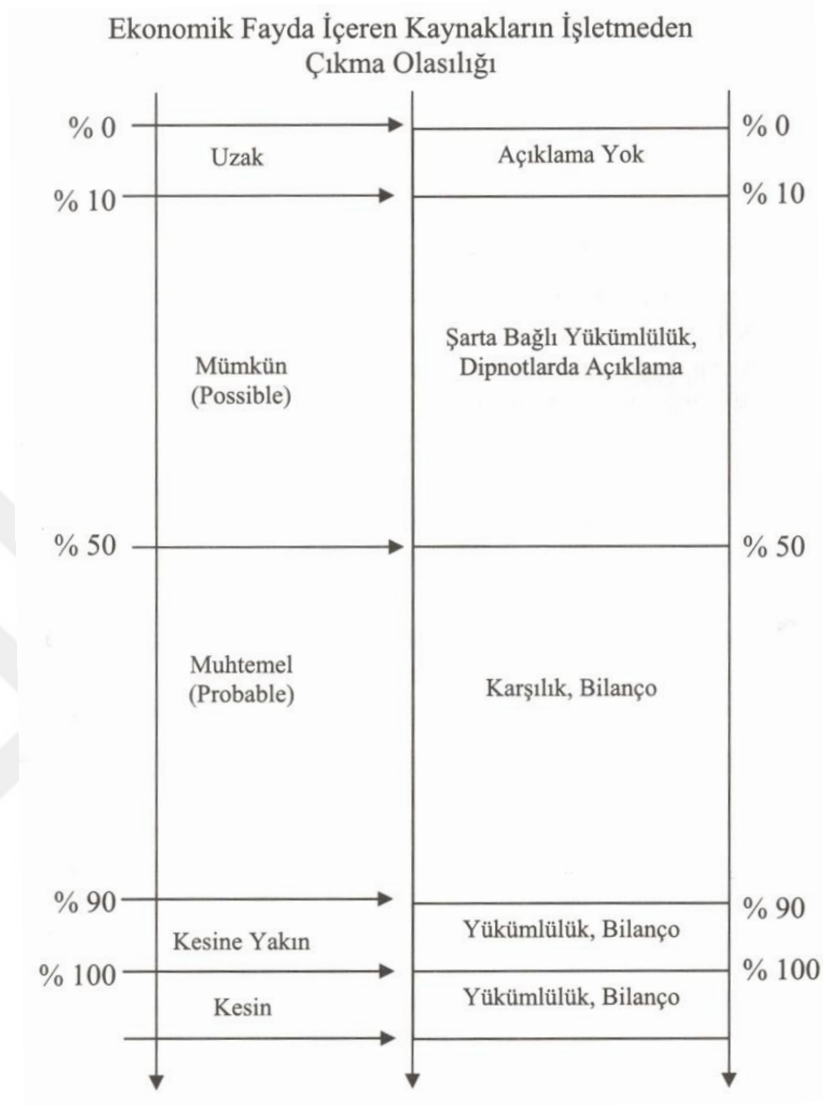 Ekonomik Fayda İçeren Kaynakların İşletmeden
Çıkma Olasılığı
% 0
% 0
Uzak
Açıklama Yok
% 10
% 10
Mümkün
(Possible)
Şarta Bağlı Yükümlülük,
Dipnotlarda Açıklama
% 50
% 50
Muhtemel
(Probable)
Karşılık, Bilanço
% 90
% 90
Kesine Yakın
Yükümlülük, Bilanço
% 100
% 100
Kesin
Yükümlülük, Bilanço